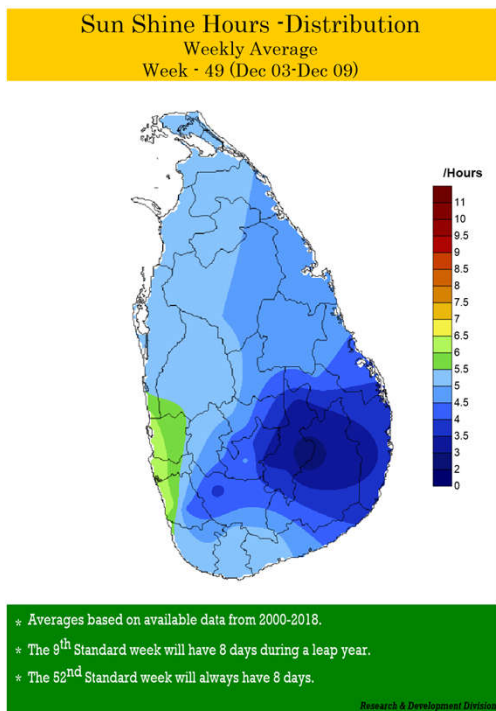 Sun Shine Hours -Distribution
Weekly Average
Week - 49 (Dec 03-Dec 09)
/Hours
11
10
9.5
9
8.5
8
7.5
7
6.5
6
5.5
5
4.5
4
3.5
3
2
0
* Averages based on available data from 2000-2018.
* The 9th Standard week will have 8 days during a leap year.
* The 52nd Standard week will always have 8 days.
Research & Development Division